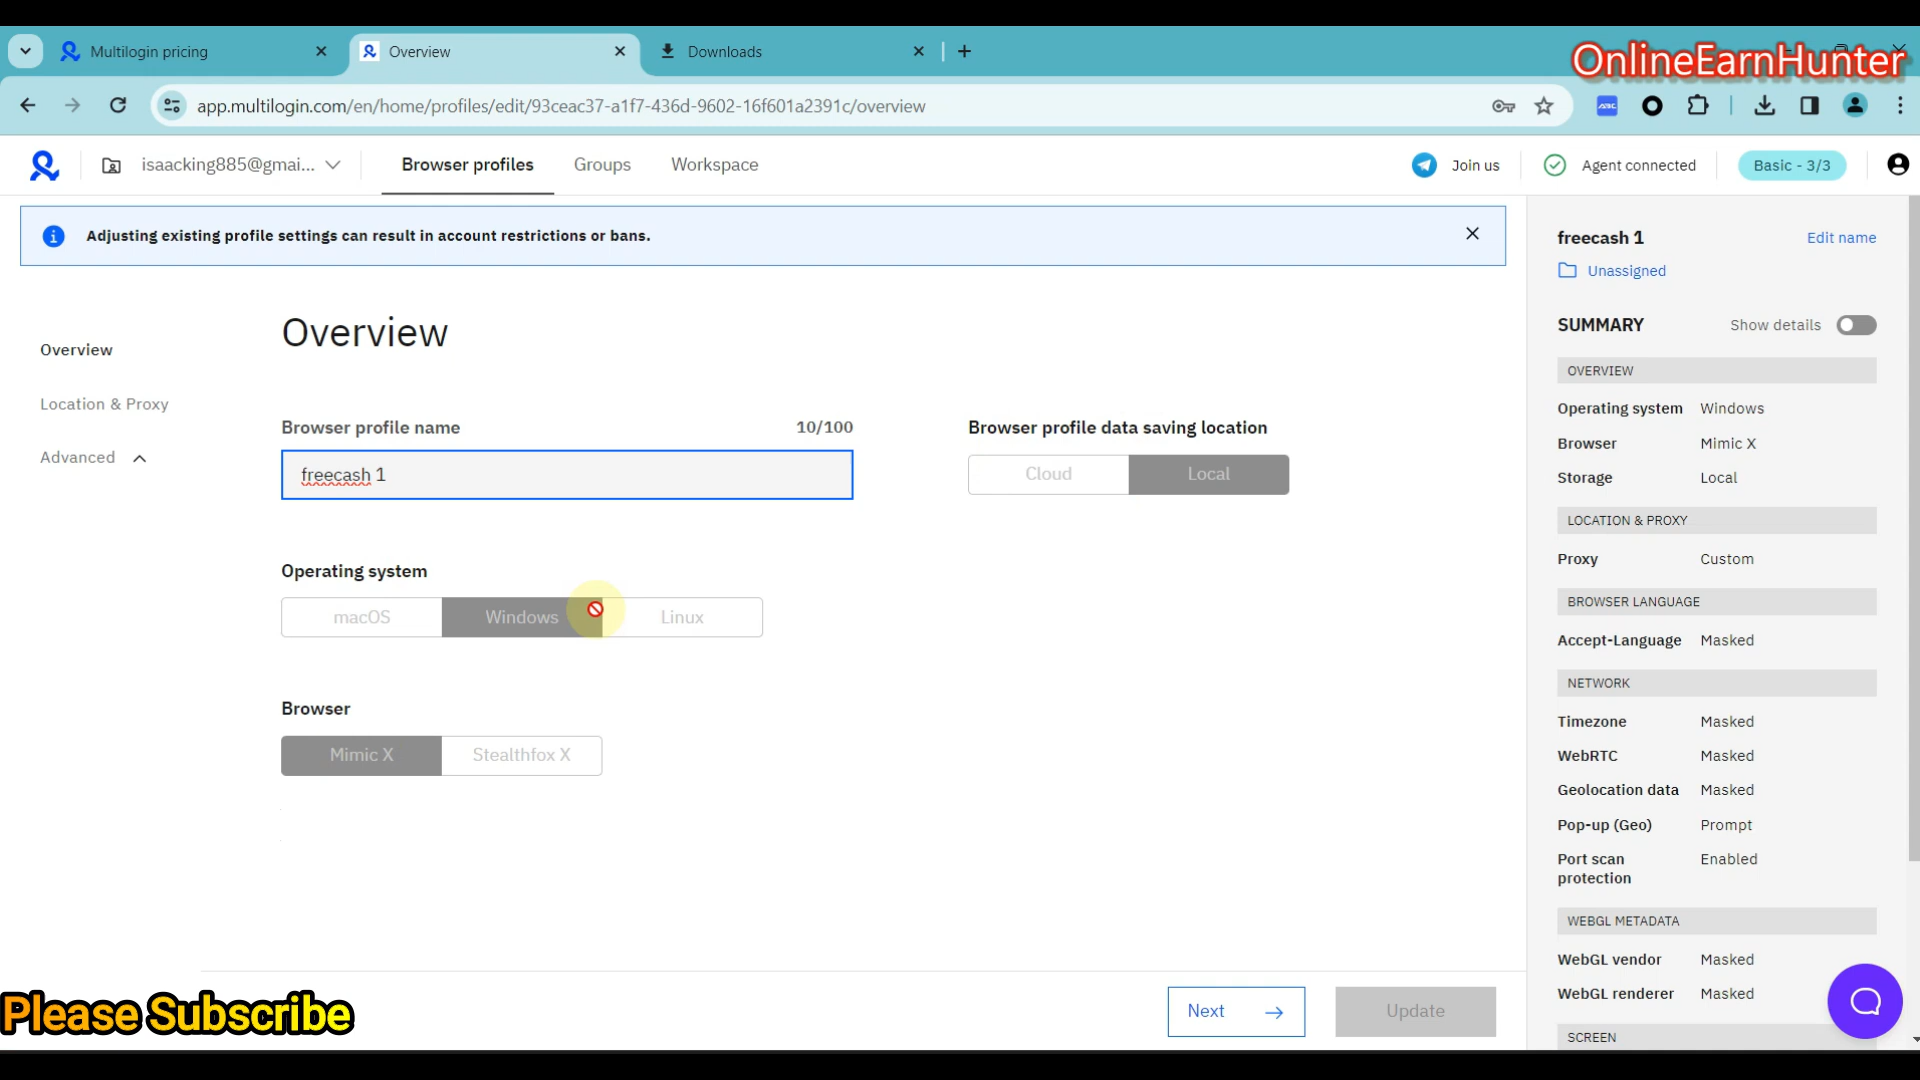 Multilogin pricing
Overview
Downloads
OnlineEarnHunter
app.multilogin.com/en/home/profiles/edit/93ceac37-a1f7-436d-9602-16f601a2391c/overview
ABC
isaacking885@gmai...
Browser profiles
Groups
Workspace
Join us
Agent connected
Basic - 3/3
Adjusting existing profile settings can result in account restrictions or bans.
Overview
Location & Proxy
Advanced
Overview
Browser profile name
10/100
freecash 1
Browser profile data saving location
Cloud
Local
Operating system
macOS
Windows
Linux
Browser
Mimic X
Stealthfox X
Next
Update
freecash 1
Edit name
Unassigned
SUMMARY
Show details
OVERVIEW
Operating system Windows
Browser Mimic X
Storage Local
LOCATION & PROXY
Proxy Custom
BROWSER LANGUAGE
Accept-Language Masked
NETWORK
Timezone Masked
WebRTC Masked
Geolocation data Masked
Pop-up (Geo) Prompt
Port scan Enabled
protection
WEBGL METADATA
WebGL vendor Masked
WebGL renderer Masked
SCREEN
Please Subscribe